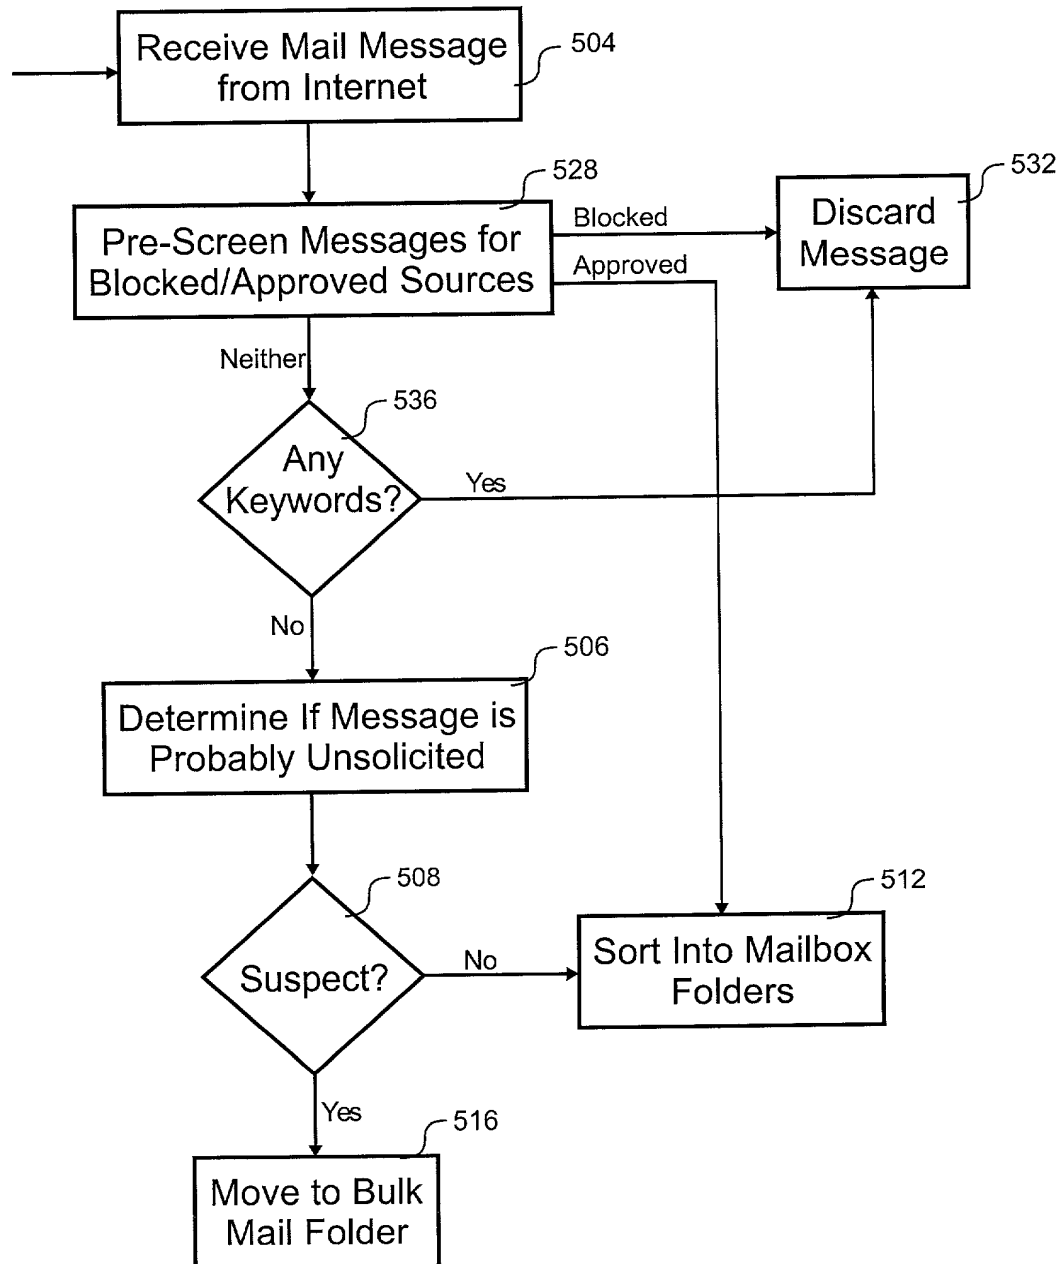 Receive Mail Message
from Internet
504
528
Pre-Screen Messages for
Blocked/Approved Sources
Blocked
Approved
532
Discard
Message
Neither
536
Any
Keywords?
Yes
No
506
Determine If Message is
Probably Unsolicited
508
Suspect?
No
512
Sort Into Mailbox
Folders
Yes
516
Move to Bulk
Mail Folder